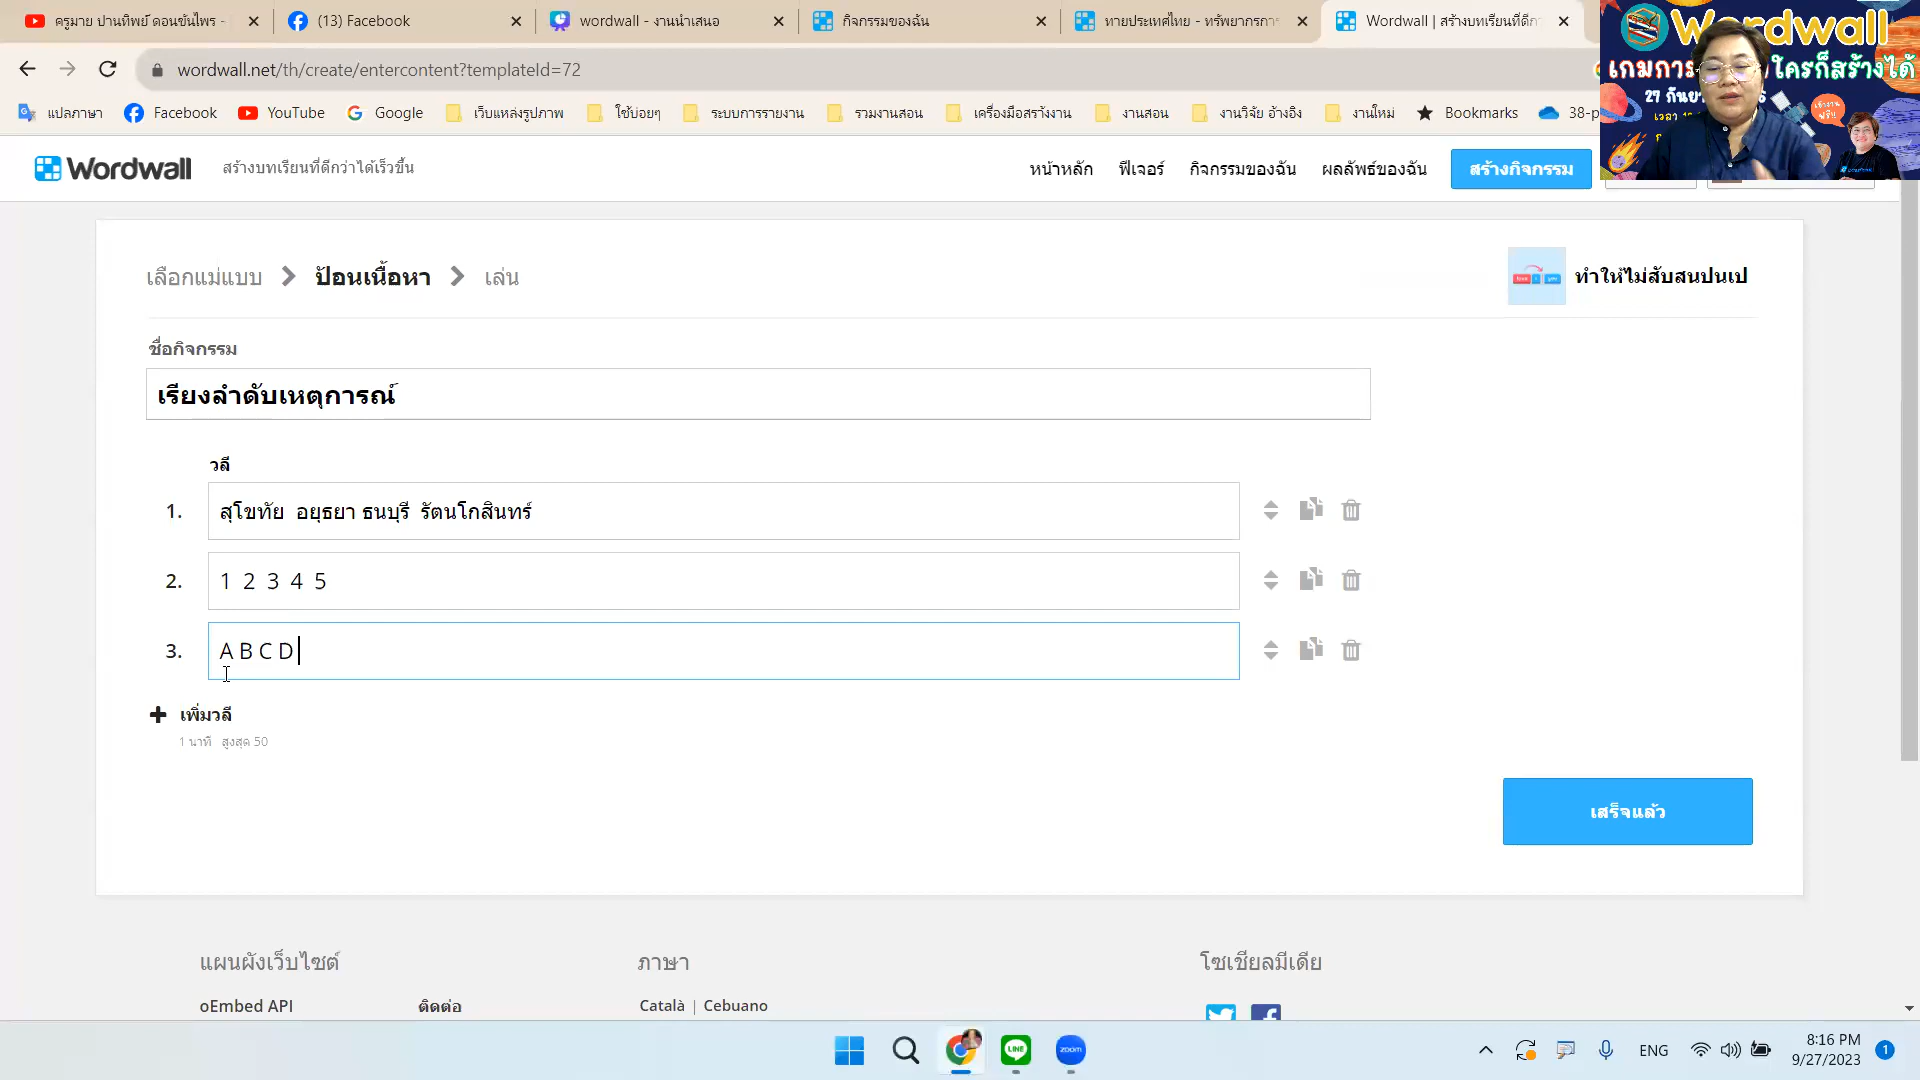 ครูมาย ปานทิพย์ ดอนขันไพร -
(13) Facebook
wordwall - งานนำเสนอ
กิจกรรมของฉัน
ทายประเทศไทย - ทรัพยากรกา
Wordwall | สร้างบทเรียนที่ดีก
wordwall.net/th/create/entercontent?templateId=72
แปลภาษา
Facebook
YouTube
Google
เว็บแหล่งรูปภาพ
ใช้บ่อยๆ
ระบบการรายงาน
รวมงานสอน
เครื่องมือสร้างงาน
งานสอน
งานวิจัย อ้างอิง
งานใหม่
Bookmarks
38-p
Wordwall
เกมการ ใครก็สร้างได้
27 กันย
Wordwall
สร้างบทเรียนที่ดีกว่าได้เร็วขึ้น
หน้าหลัก
ฟีเจอร์
กิจกรรมของฉัน
ผลลัพธ์ของฉัน
สร้างกิจกรรม
เลือกแม่แบบ
ป้อนเนื้อหา
เล่น
ทำให้ไม่สับสนปนเป
ชื่อกิจกรรม
เรียงลำดับเหตุการณ์
วลี
1. สุโขทัย อยุธยา ธนบุรี รัตนโกสินทร์
2. 1 2 3 4 5
3. A B C D
เพิ่มวลี
1 นาที สูงสุด 50
เสร็จแล้ว
แผนผังเว็บไซต์
ภาษา
โซเชียลมีเดีย
oEmbed API
ติดต่อ
Català | Cebuano
LINE
zoom
ENG
8:16 PM
9/27/2023
1